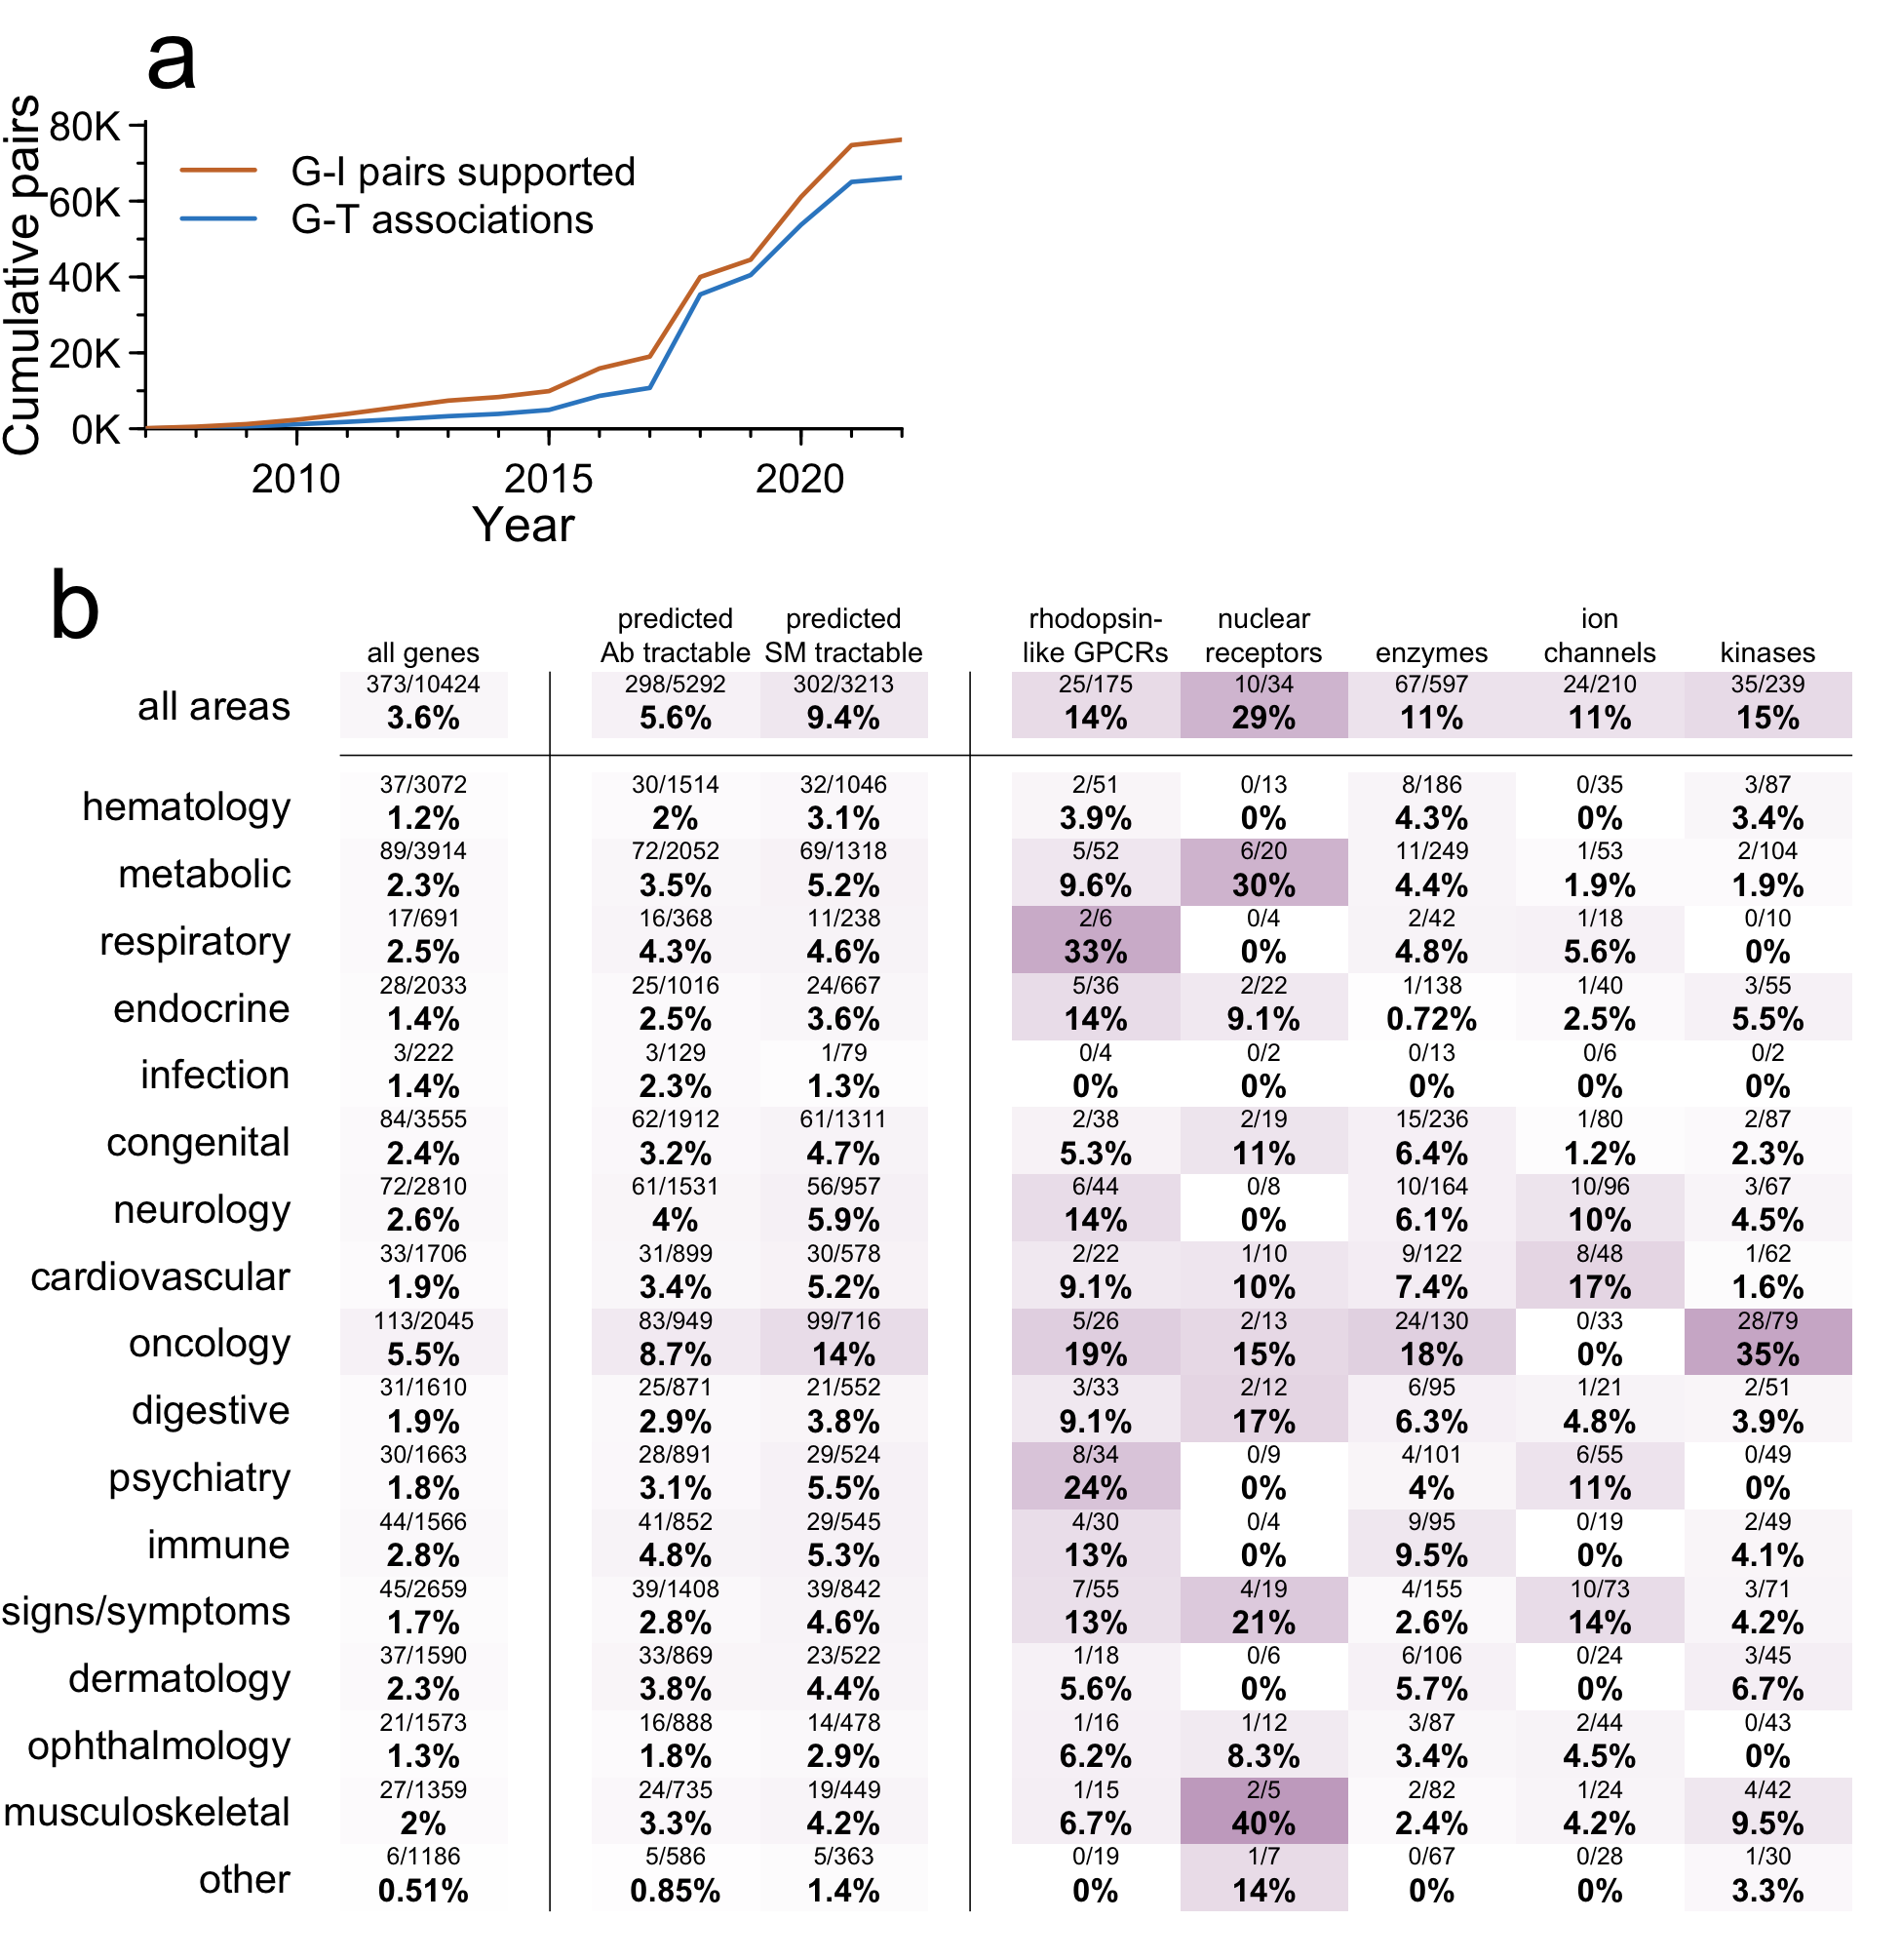 a
Cumulative pairs
80K
60K
40K
20K
0K
G-I pairs supported
G-T associations
2010 2015 2020
Year
b
all genes predicted Ab tractable predicted SM tractable rhodopsin-like GPCRs nuclear receptors enzymes ion channels kinases
all areas 373/10424 298/5292 302/3213 25/175 10/34 67/597 24/210 35/239
3.6% 5.6% 9.4% 14% 29% 11% 11% 15%
hematology 37/3072 30/1514 32/1046 2/51 0/13 8/186 0/35 3/87
1.2% 2% 3.1% 3.9% 0% 4.3% 0% 3.4%
metabolic 89/3914 72/2052 69/1318 5/52 6/20 11/249 1/53 2/104
2.3% 3.5% 5.2% 9.6% 30% 4.4% 1.9% 1.9%
respiratory 17/691 16/368 11/238 2/6 0/4 2/42 1/18 0/10
2.5% 4.3% 4.6% 33% 0% 4.8% 5.6% 0%
endocrine 28/2033 25/1016 24/667 5/36 2/22 1/138 1/40 3/55
1.4% 2.5% 3.6% 14% 9.1% 0.72% 2.5% 5.5%
infection 3/222 3/129 1/79 0/4 0/2 0/13 0/6 0/2
1.4% 2.3% 1.3% 0% 0% 0% 0% 0%
congenital 84/3555 62/1912 61/1311 2/38 2/19 15/236 1/80 2/87
2.4% 3.2% 4.7% 5.3% 11% 6.4% 1.2% 2.3%
neurology 72/2810 61/1531 56/957 6/44 0/8 10/164 10/96 3/67
2.6% 4% 5.9% 14% 0% 6.1% 10% 4.5%
cardiovascular 33/1706 31/899 30/578 2/22 1/10 9/122 8/48 1/62
1.9% 3.4% 5.2% 9.1% 10% 7.4% 17% 1.6%
oncology 113/2045 83/949 99/716 5/26 2/13 24/130 0/33 28/79
5.5% 8.7% 14% 19% 15% 18% 0% 35%
digestive 31/1610 25/871 21/552 3/33 2/12 6/95 1/21 2/51
1.9% 2.9% 3.8% 9.1% 17% 6.3% 4.8% 3.9%
psychiatry 30/1663 28/891 29/524 8/34 0/9 4/101 6/55 0/49
1.8% 3.1% 5.5% 24% 0% 4% 11% 0%
immune 44/1566 41/852 29/545 4/30 0/4 9/95 0/19 2/49
2.8% 4.8% 5.3% 13% 0% 9.5% 0% 4.1%
signs/symptoms 45/2659 39/1408 39/842 7/55 4/19 4/155 10/73 3/71
1.7% 2.8% 4.6% 13% 21% 2.6% 14% 4.2%
dermatology 37/1590 33/869 23/522 1/18 0/6 6/106 0/24 3/45
2.3% 3.8% 4.4% 5.6% 0% 5.7% 0% 6.7%
ophthalmology 21/1573 16/888 14/478 1/16 1/12 3/87 2/44 0/43
1.3% 1.8% 2.9% 6.2% 8.3% 3.4% 4.5% 0%
musculoskeletal 27/1359 24/735 19/449 1/15 2/5 2/82 1/24 4/42
2% 3.3% 4.2% 6.7% 40% 2.4% 4.2% 9.5%
other 6/1186 5/586 5/363 0/19 1/7 0/67 0/28 1/30
0.51% 0.85% 1.4% 0% 14% 0% 0% 3.3%